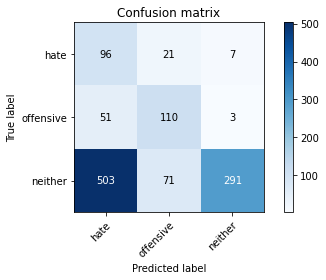 Confusion matrix
hate 96 21 7
offensive 51 110 3
neither 503 71 291
hate offensive neither
True label
Predicted label
500
400
300
200
100